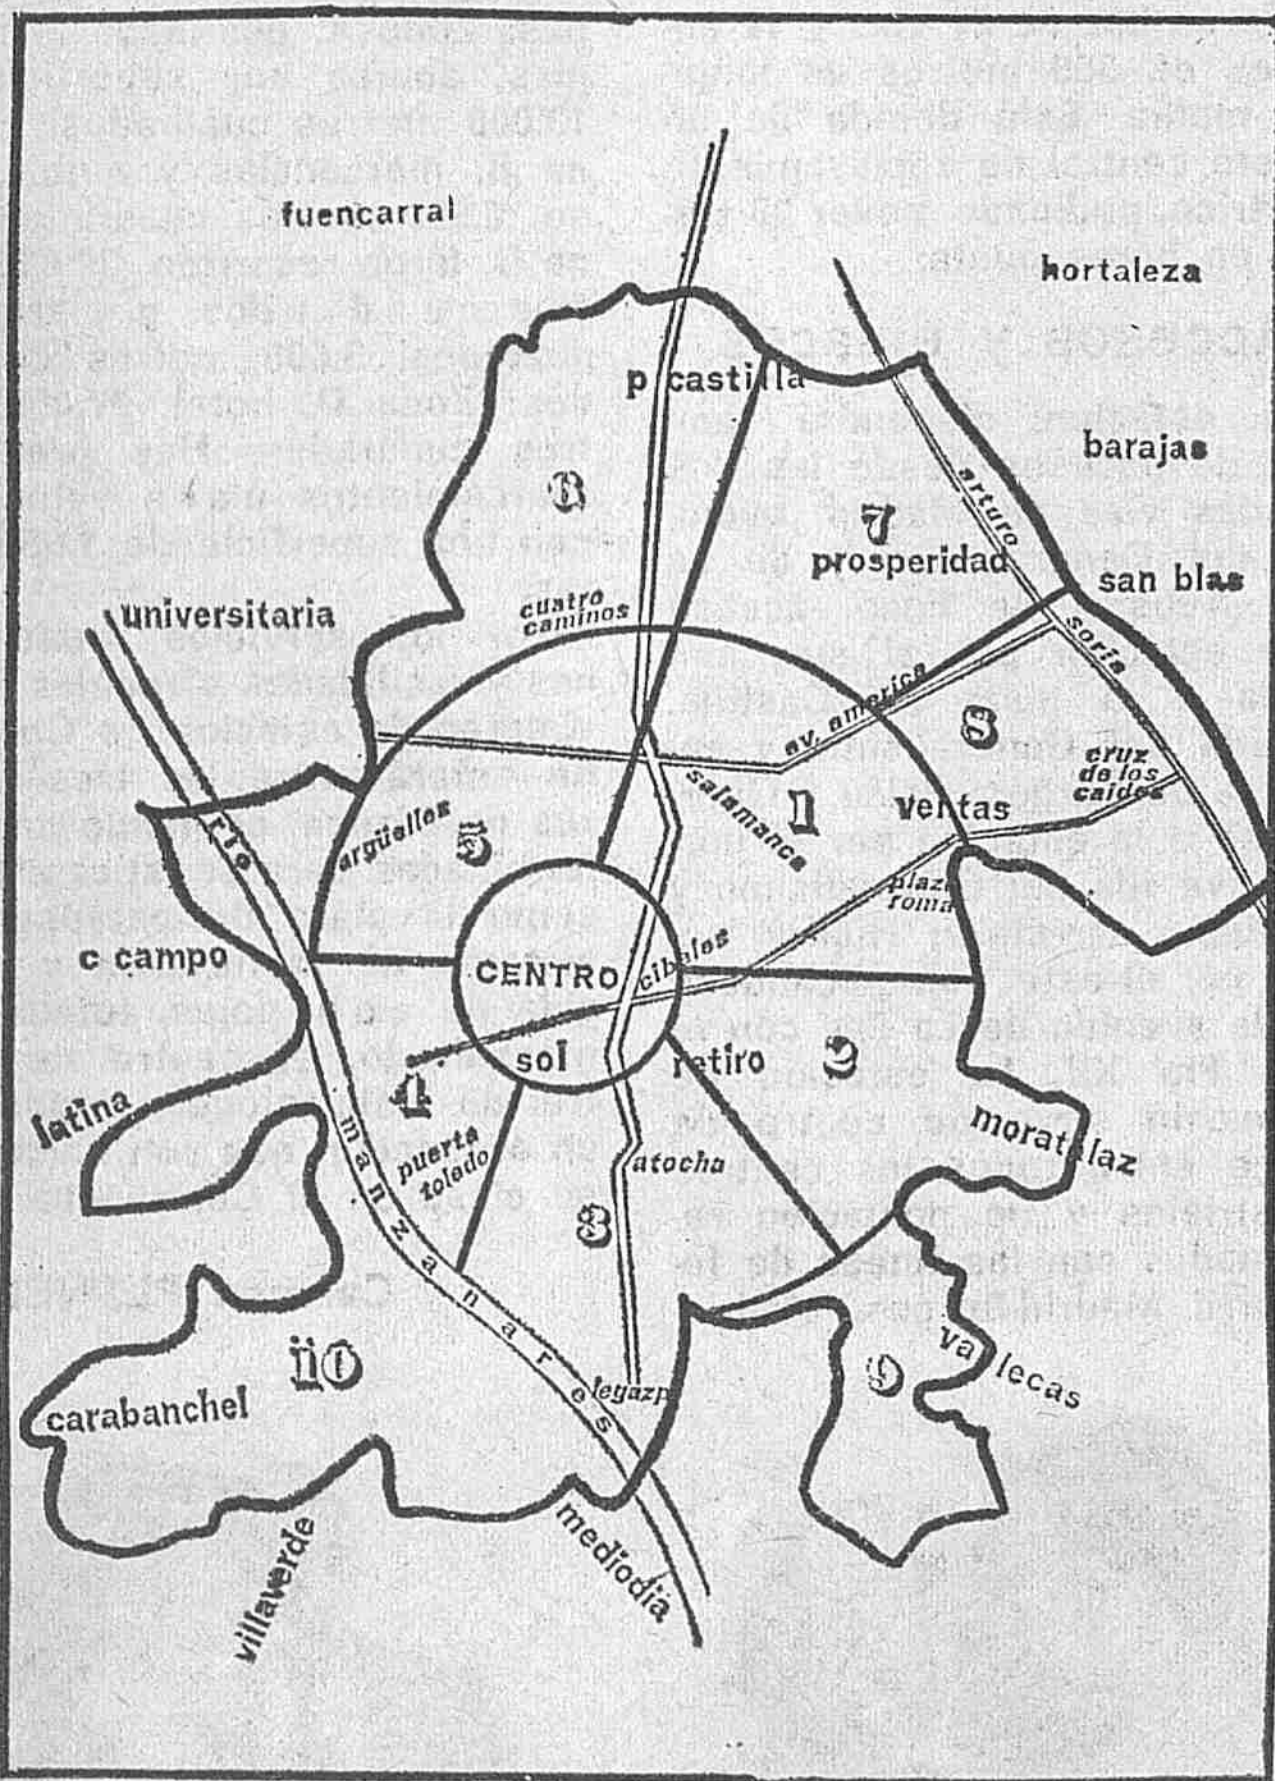 fuencarral
hortaleza
p castilla
barajas
6
arturo
7
prosperidad
san blas
cuatro
caminos
universitaria
soria
av. america
8
cruz
de los
caidos
salamanca
1
ventas
argüelles
5
rio
plaza
roma
c campo
CENTRO
cibeles
sol
retiro
2
4
latina
manzanares
puerta
toledo
moratalaz
atocha
3
vallecas
9
10
carabanchel
legazpi
mediodia
villaverde